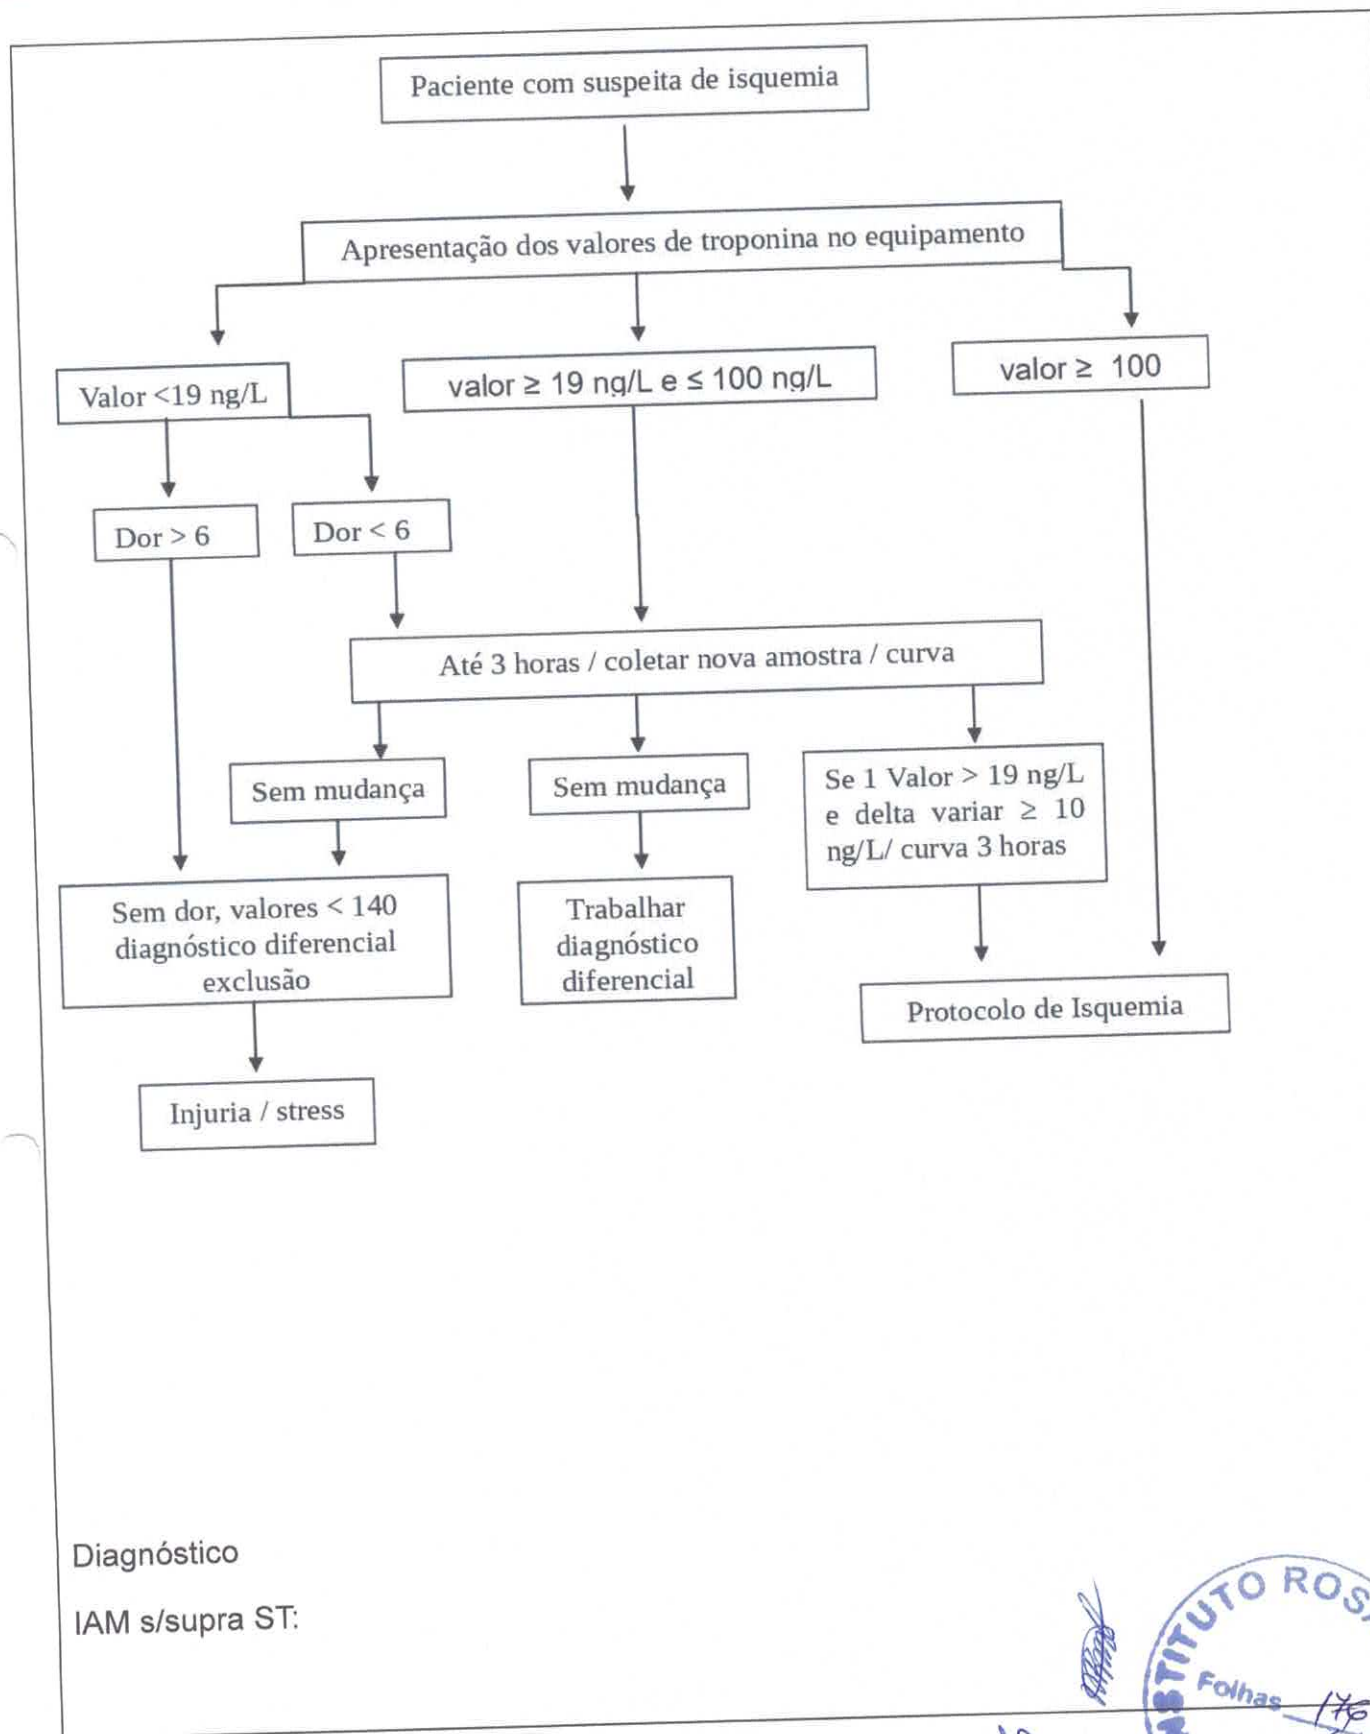 Paciente com suspeita de isquemia
Apresentação dos valores de troponina no equipamento
Valor <19 ng/L
valor ≥ 19 ng/L e ≤ 100 ng/L
valor ≥ 100
Dor > 6
Dor < 6
Até 3 horas / coletar nova amostra / curva
Sem mudança
Sem mudança
Se 1 Valor > 19 ng/L
e delta variar ≥ 10
ng/L/ curva 3 horas
Sem dor, valores < 140
diagnóstico diferencial
exclusão
Trabalhar
diagnóstico
diferencial
Protocolo de Isquemia
Injuria / stress
Diagnóstico
IAM s/supra ST:
Folhas 176